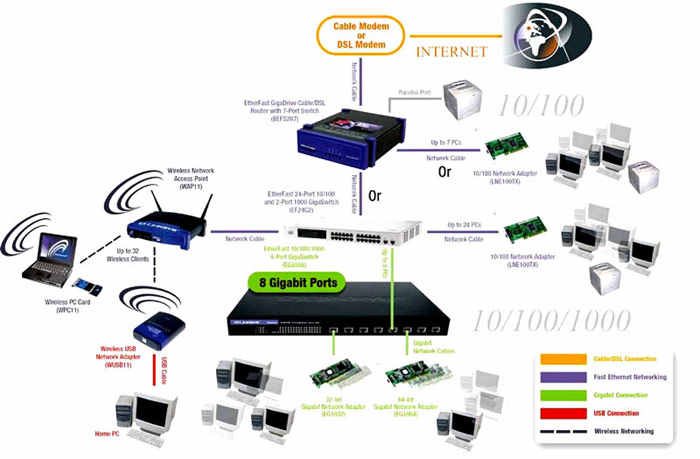 Cable Modem
or
DSL Modem
INTERNET
Network Cable
Parallel Port
10/100
EtherFast GigaDrive Cable/DSL
Router with 7-Port Switch
(BEFS207)
Up to 7 PCs
Network Cable
Or
10/100 Network Adapter
(LNE100TX)
Wireless Network
Access Point
(WAP11)
EtherFast 24-Port 10/100
and 2-Port 1000 GigaSwitch
(EF24G2)
Network
Cable
Or
Up to 24 PCs
Network Cable
10/100 Network Adapter
(LNE100TX)
Network Cable
Up to 32
Wireless Clients
Wireless PC Card
(WPC11)
EtherFast 10/100/1000
8-Port GigaSwitch
Up to 8 PCs
8 Gigabit Ports
10/100/1000
LINKSYS
Gigabit
Network Cables
Wireless USB
Network Adapter
(WUSB11)
USB Cable
32-bit
Gigabit Network Adapter
(EG1032)
64-bit
Gigabit Network Adapter
(EG1064)
Home PC
Cable/DSL Connection
Fast Ethernet Networking
Gigabit Connection
USB Connection
Wireless Networking